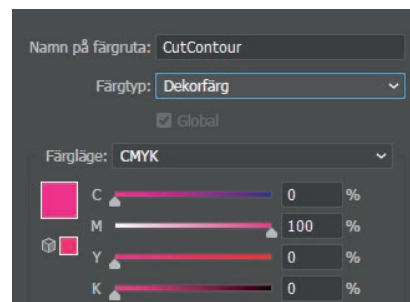 Namn på färgruta: CutContour
Färgtyp: Dekorfärg
Global
Färgläge: CMYK
C 0 %
M 100 %
Y 0 %
K 0 %